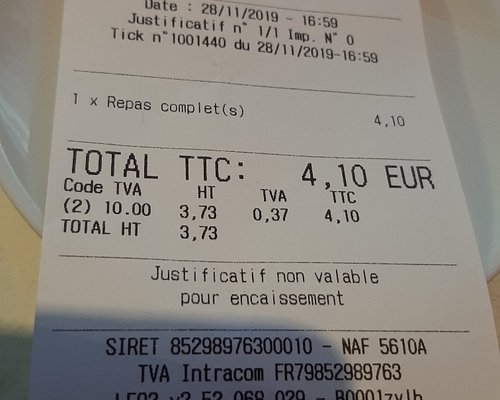 Date : 28/11/2019 - 16:59
Justificatif n° 1/1 Imp. N° 0
Tick n°1001440 du 28/11/2019-16:59
1 x Repas complet(s) 4,10
TOTAL TTC: 4,10 EUR
Code TVA HT TVA TTC
(2) 10.00 3,73 0,37 4,10
TOTAL HT 3,73
Justificatif non valable
pour encaissement
SIRET 85298976300010 - NAF 5610A
TVA Intracom FR79852989763